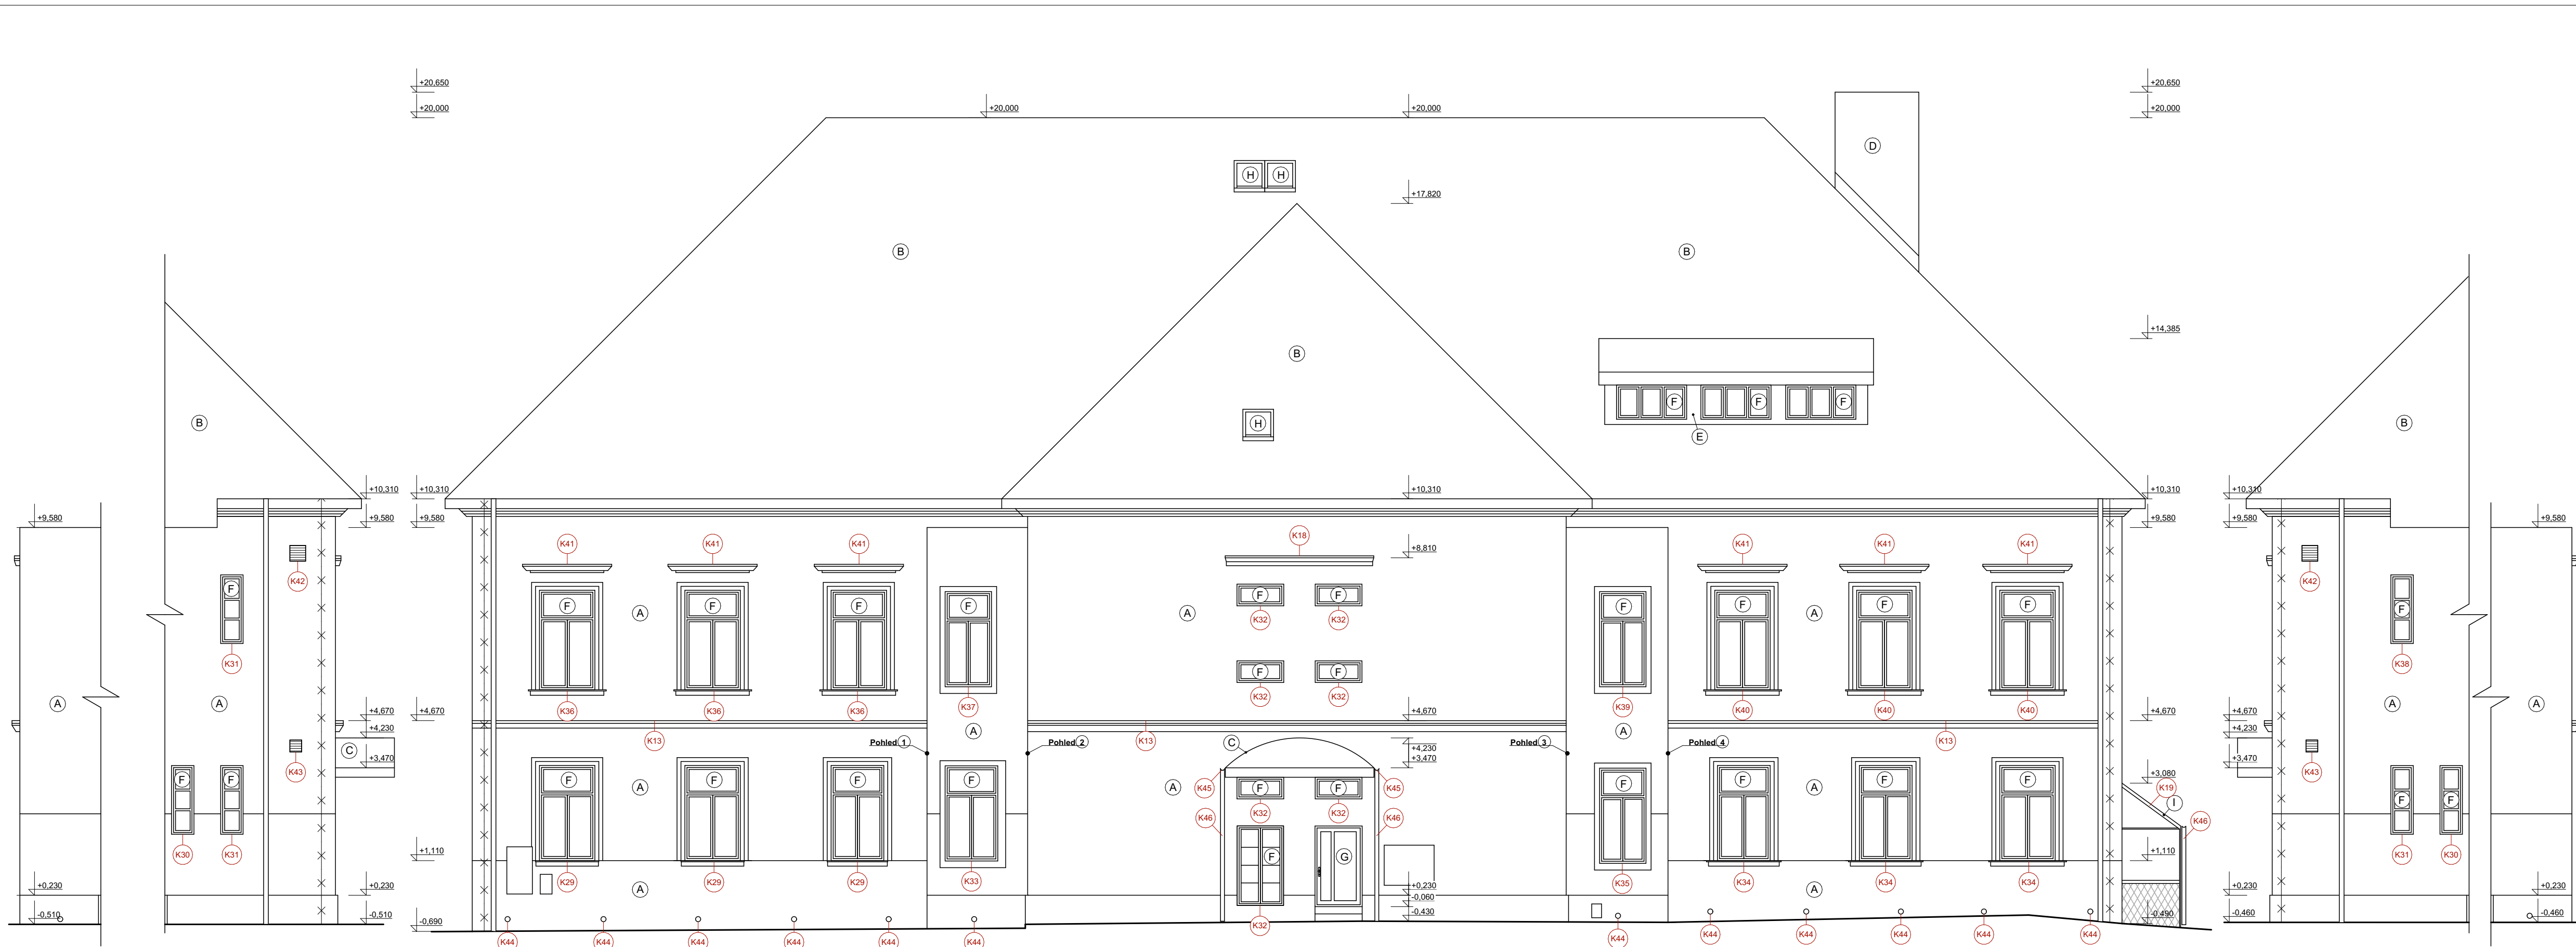 +20,650 +20,650
+20,000 +20,000 +20,000 +20,000
D
H H
+17,820
B B
+14,385
B
F F F
H
B B
E
+10,310 +10,310 +10,310 +10,310 +10,310
+9,580 +9,580 +9,580 +9,580 +9,580 +9,580
K18
K41 K41 K41 K41 K41 K41
+8,810
K42 K42
F F F F F F F F F F F F
A A A
F
K32 K32
K31 K38
F F
K32 K32
A A A A
K36 K36 K36 K37 K39 K40 K40 K40
+4,670 +4,670 +4,670 +4,670 +4,670
+4,230 +4,230
A A
K13 K13 K13
Pohled 1 Pohled 2 C Pohled 3 Pohled 4
C
+4,230
+3,470 +3,470 +3,470
K43 K43
+3,080
F F F F F F F F F F F F F F
K19
A A A K45 K45 A
I
K46 K46 K46
+1,110 +1,110
K30 K31 F G K31 K30
K29 K29 K29 K33 K35 K34 K34 K34
+0,230 +0,230 +0,230 +0,230 +0,230
A A
-0,060
-0,510 -0,510 -0,690 -0,430 -0,490 -0,460 -0,460
K32
K44 K44 K44 K44 K44 K44 K44 K44 K44 K44 K44 K44